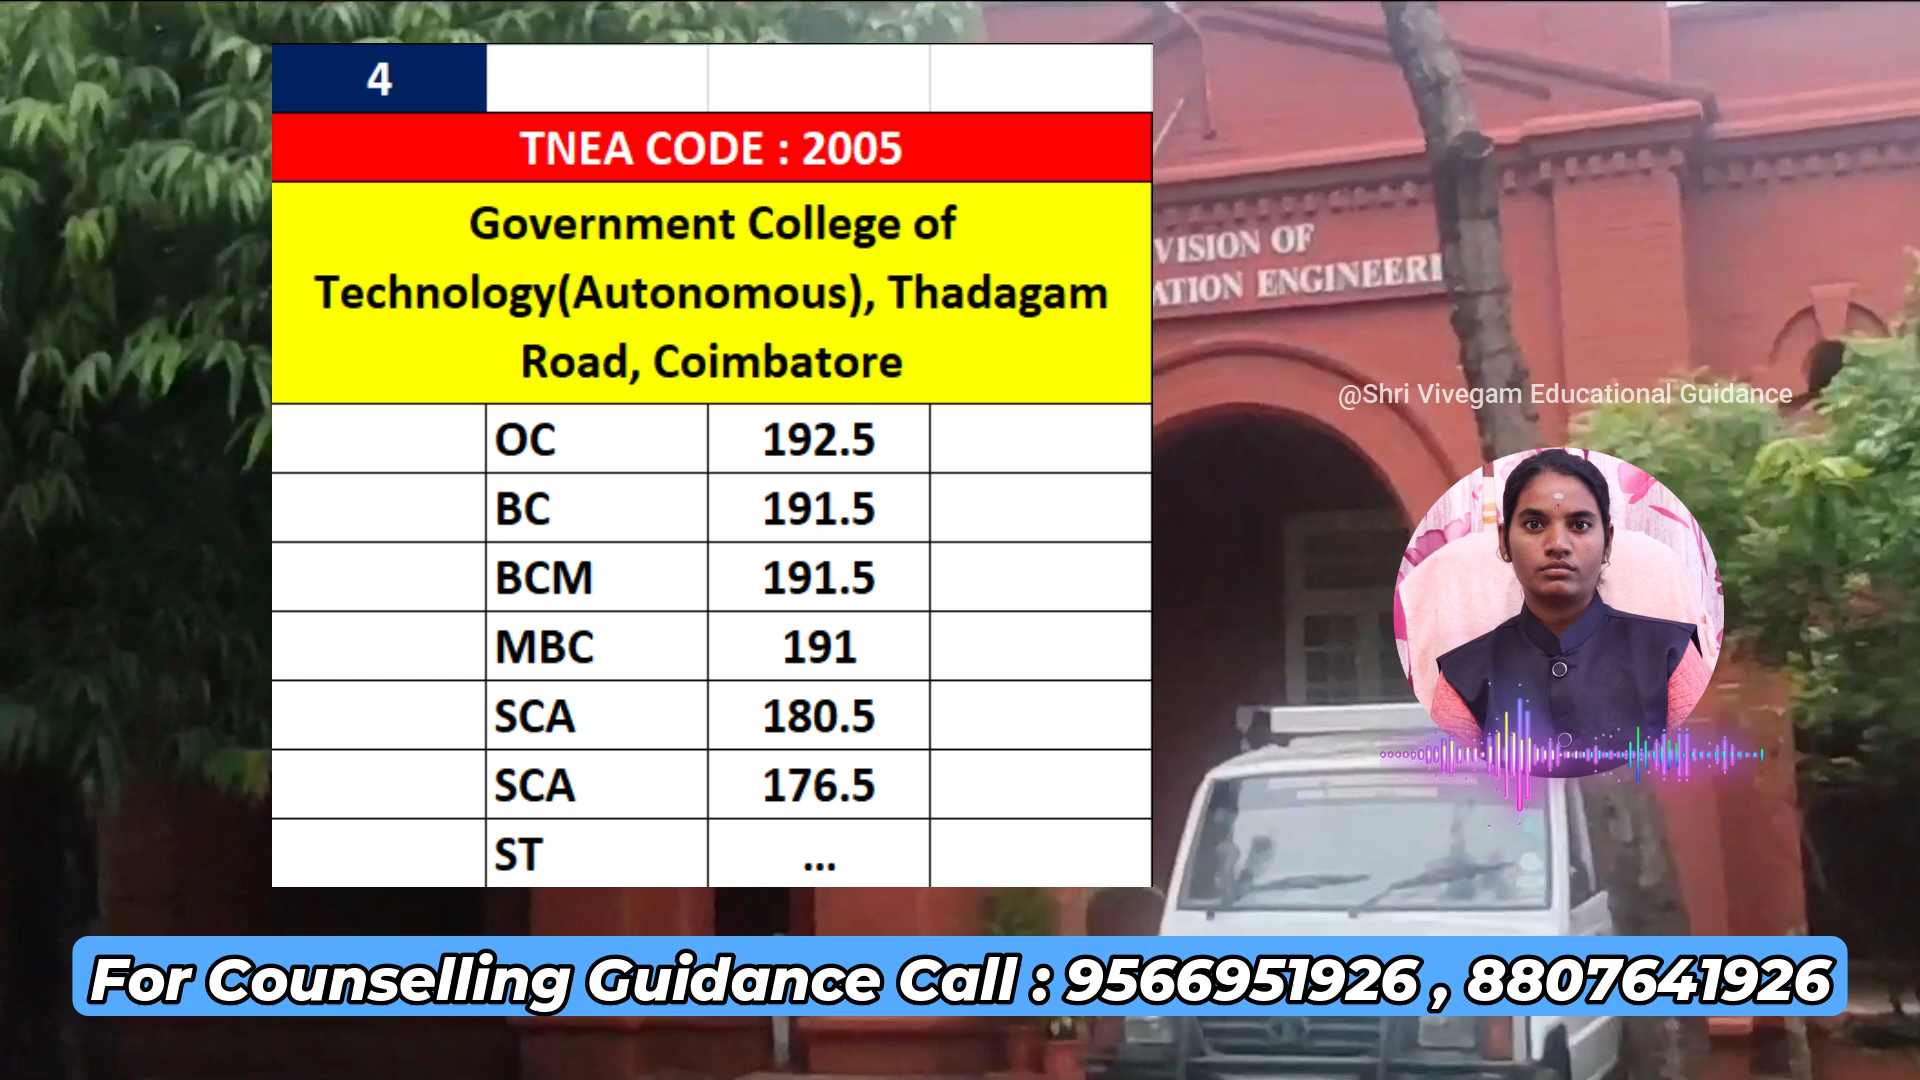 4
TNEA CODE : 2005
Government College of
Technology(Autonomous), Thadagam
Road, Coimbatore
OC 192.5
BC 191.5
BCM 191.5
MBC 191
SCA 180.5
SCA 176.5
ST ...
VISION OF
ATION ENGINEERI
@Shri Vivegam Educational Guidance
For Counselling Guidance Call : 9566951926 , 8807641926